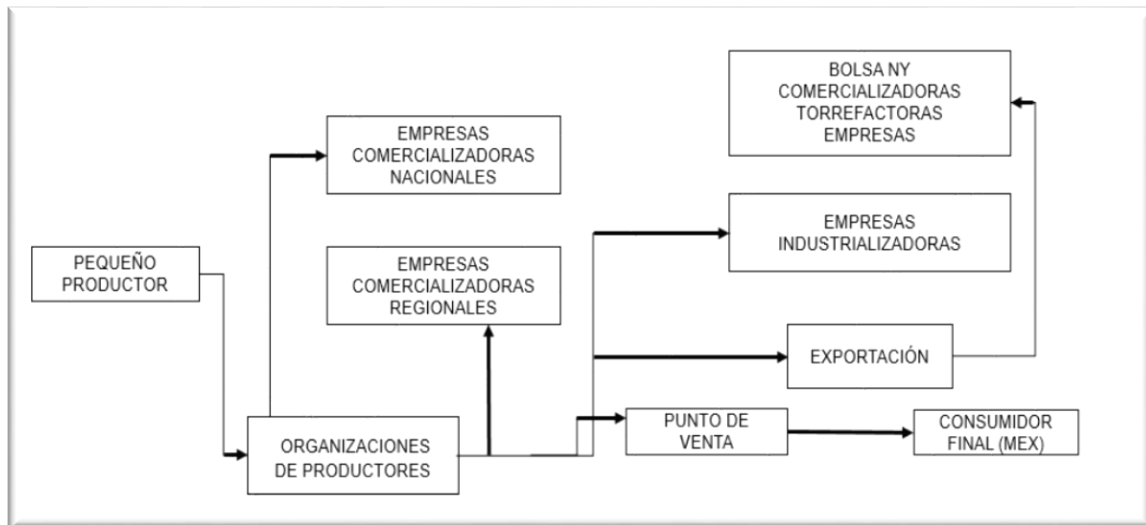 BOLSA NY
COMERCIALIZADORAS
TORREFACTORAS
EMPRESAS
EMPRESAS
COMERCIALIZADORAS
NACIONALES
EMPRESAS
INDUSTRIALIZADORAS
PEQUEÑO
PRODUCTOR
EMPRESAS
COMERCIALIZADORAS
REGIONALES
EXPORTACIÓN
ORGANIZACIONES
DE PRODUCTORES
PUNTO DE
VENTA
CONSUMIDOR
FINAL (MEX)